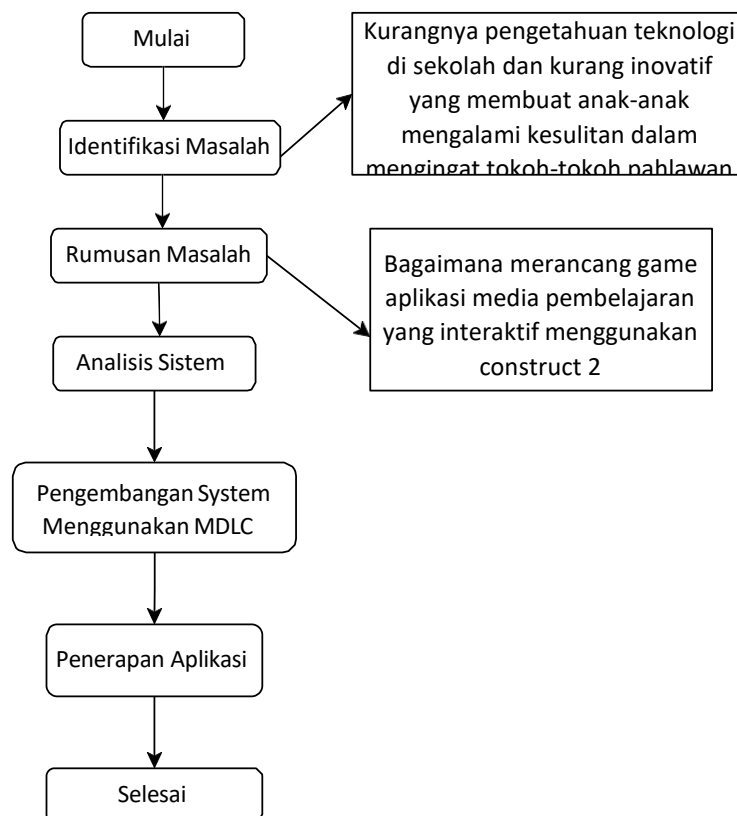 Mulai
Kurangnya pengetahuan teknologi
di sekolah dan kurang inovatif
yang membuat anak-anak
mengalami kesulitan dalam
mengingat tokoh-tokoh pahlawan
Identifikasi Masalah
Rumusan Masalah
Bagaimana merancang game
aplikasi media pembelajaran
yang interaktif menggunakan
construct 2
Analisis Sistem
Pengembangan System
Menggunakan MDLC
Penerapan Aplikasi
Selesai